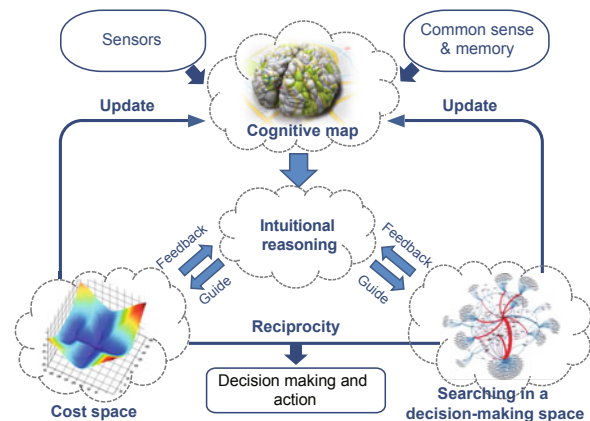 Sensors
Common sense
& memory
Update
Update
Cognitive map
Intuitional
reasoning
Feedback
Guide
Feedback
Guide
Reciprocity
Decision making and
action
Cost space
Searching in a
decision-making space